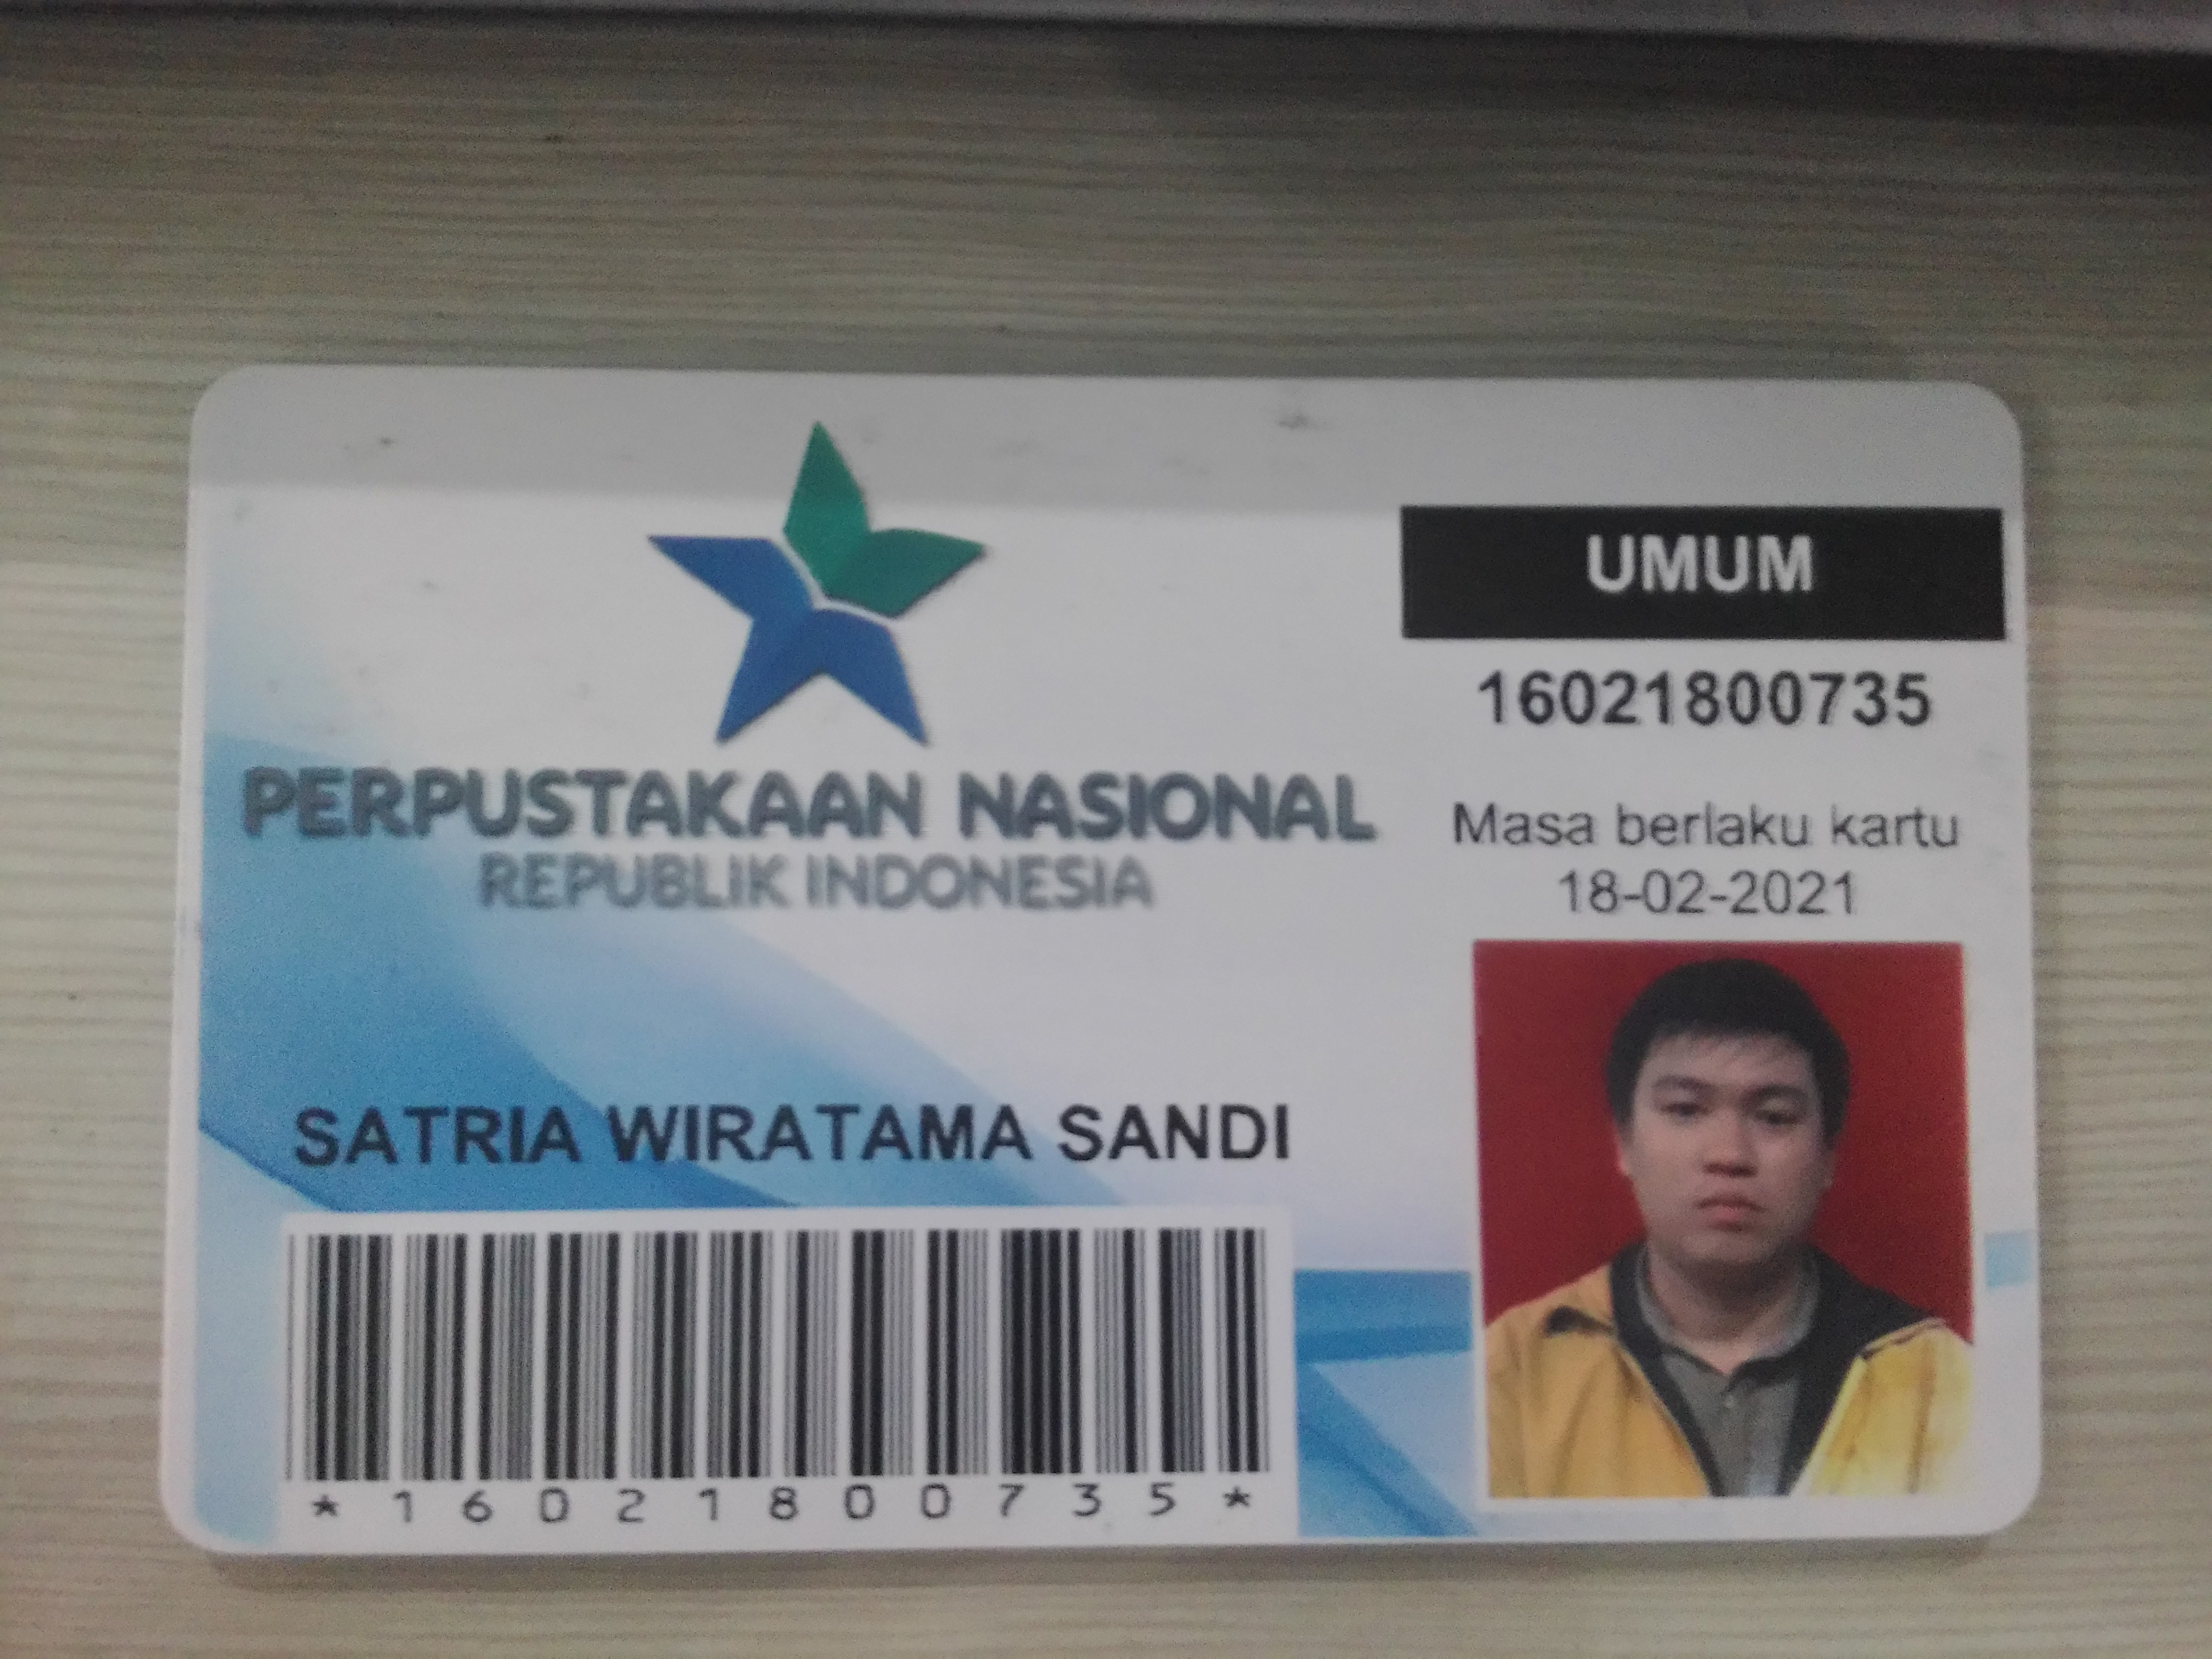 PERPUSTAKAAN NASIONAL
REPUBLIK INDONESIA
UMUM
16021800735
Masa berlaku kartu
18-02-2021
SATRIA WIRATAMA SANDI
*16021800735*